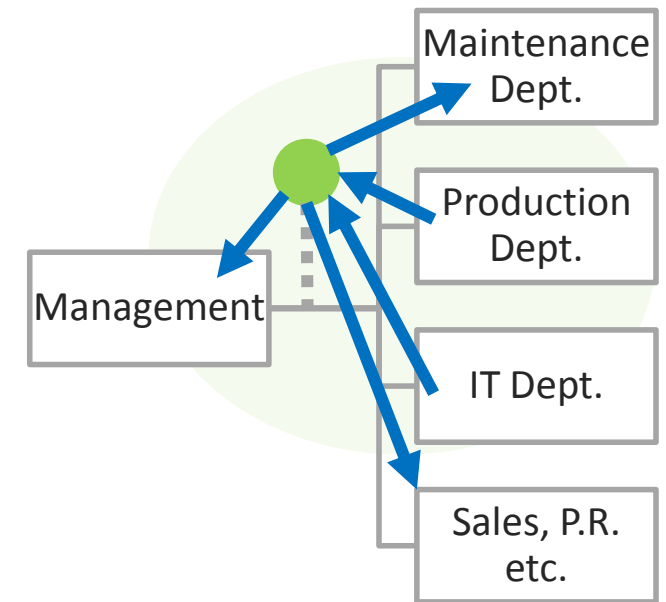 Maintenance
Dept.
Production
Dept.
Management
IT Dept.
Sales, P.R.
etc.